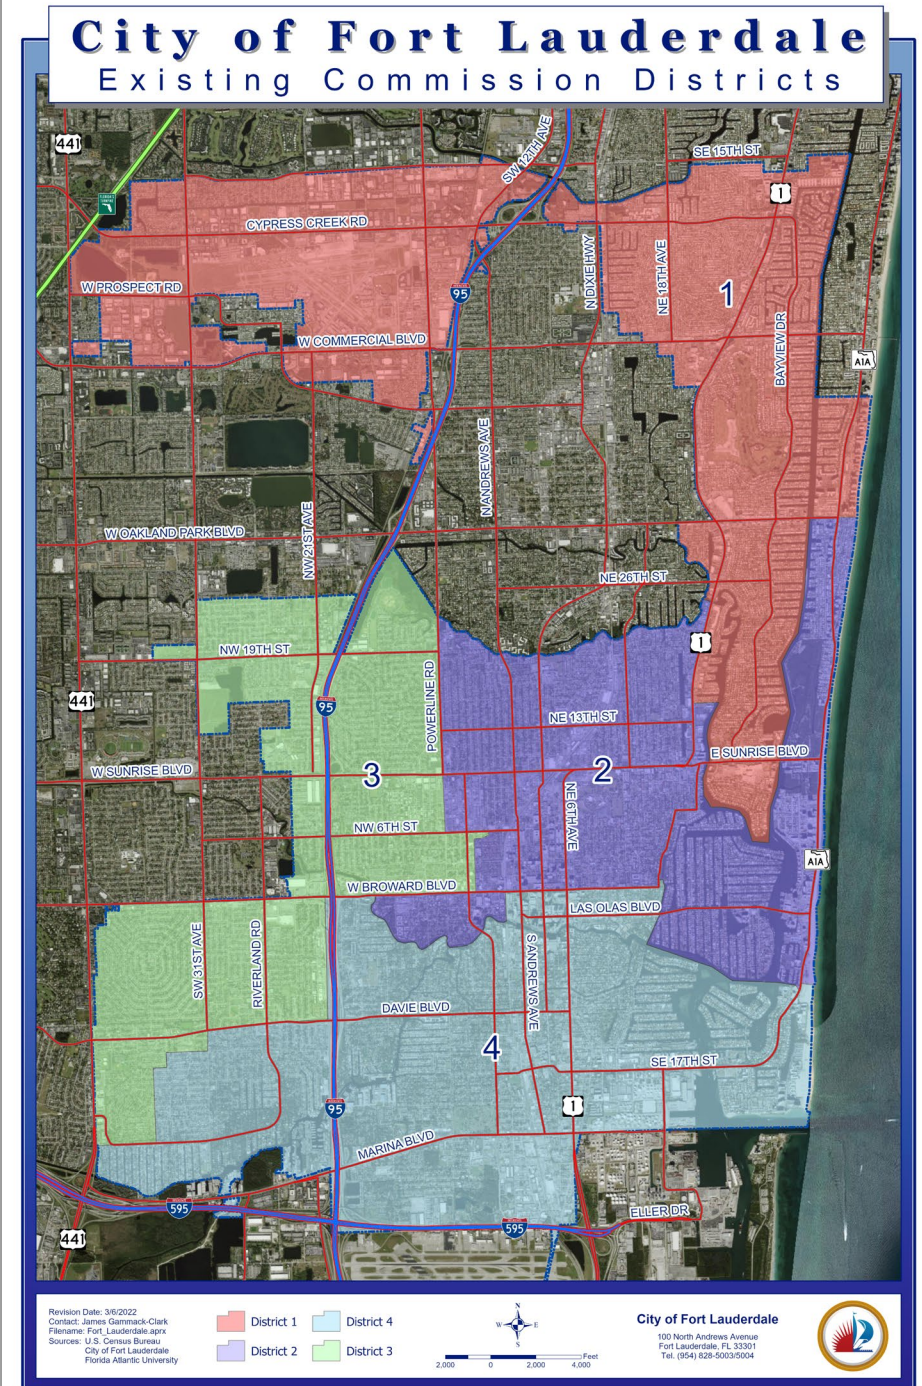 City of Fort Lauderdale
Existing Commission Districts
441
SW 12TH AVE
SE 15TH ST
1
CYPRESS CREEK RD
N DIXIE HWY
NE 18TH AVE
W PROSPECT RD
95
1
W COMMERCIAL BLVD
BAYVIEW DR
A1A
N ANDREWS AVE
W OAKLAND PARK BLVD
NW 21ST AVE
NE 26TH ST
1
NW 19TH ST
441
95
POWERLINE RD
NE 13TH ST
W SUNRISE BLVD
3
2
E SUNRISE BLVD
NE 6TH AVE
NW 6TH ST
A1A
W BROWARD BLVD
LAS OLAS BLVD
SW 31ST AVE
RIVERLAND RD
S ANDREWS AVE
DAVIE BLVD
4
SE 17TH ST
95
1
MARINA BLVD
595
595
ELLER DR
441
Revision Date: 3/6/2022
Contact: James Gammack-Clark
Filename: Fort_Lauderdale.aprx
Sources: U.S. Census Bureau
City of Fort Lauderdale
Florida Atlantic University
District 1
District 4
District 2
District 3
N
W
E
S
Feet
2,000
0
2,000
4,000
City of Fort Lauderdale
100 North Andrews Avenue
Fort Lauderdale, FL 33301
Tel. (954) 828-5003/5004